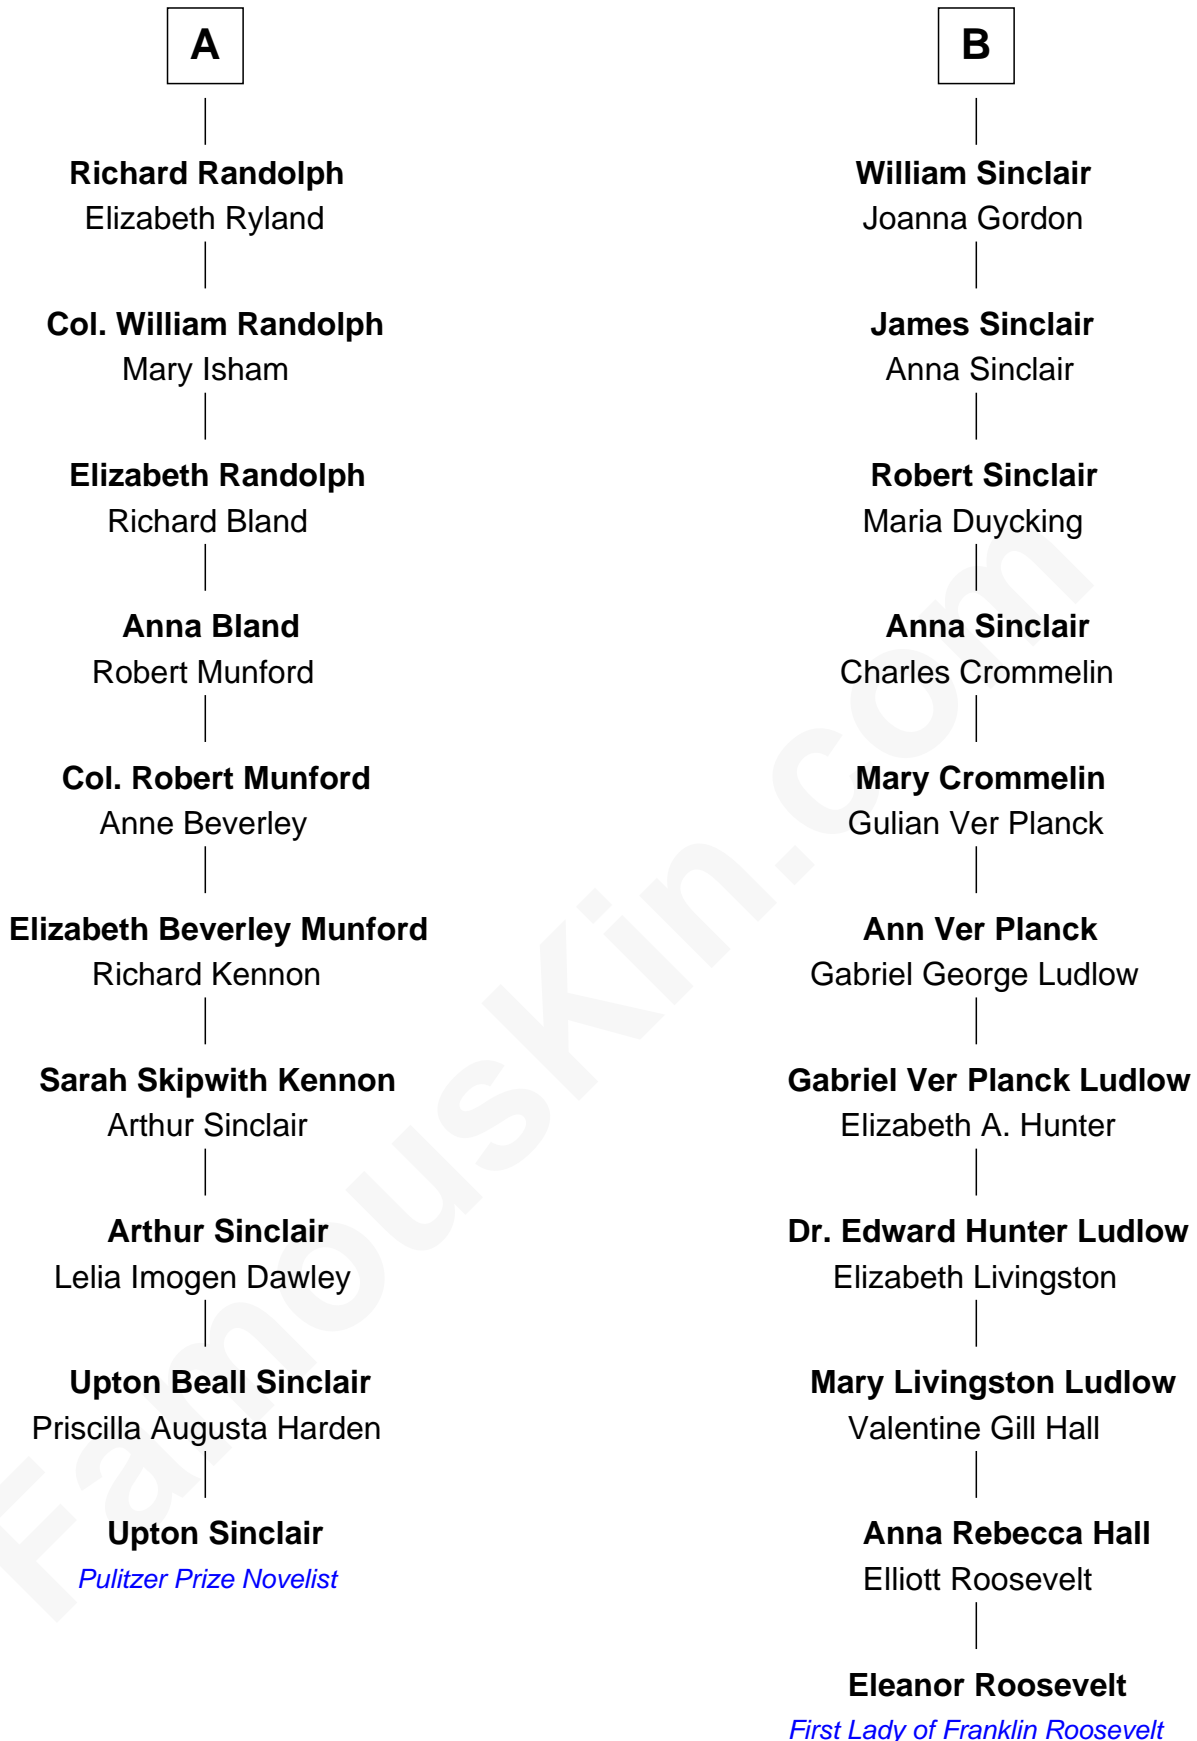 A
Richard Randolph
Elizabeth Ryland
Col. William Randolph
Mary Isham
Elizabeth Randolph
Richard Bland
Anna Bland
Robert Munford
Col. Robert Munford
Anne Beverley
Elizabeth Beverley Munford
Richard Kennon
Sarah Skipwith Kennon
Arthur Sinclair
Arthur Sinclair
Lelia Imogen Dawley
Upton Beall Sinclair
Priscilla Augusta Harden
Upton Sinclair
Pulitzer Prize Novelist
B
William Sinclair
Joanna Gordon
James Sinclair
Anna Sinclair
Robert Sinclair
Maria Duycking
Anna Sinclair
Charles Crommelin
Mary Crommelin
Gulian Ver Planck
Ann Ver Planck
Gabriel George Ludlow
Gabriel Ver Planck Ludlow
Elizabeth A. Hunter
Dr. Edward Hunter Ludlow
Elizabeth Livingston
Mary Livingston Ludlow
Valentine Gill Hall
Anna Rebecca Hall
Elliott Roosevelt
Eleanor Roosevelt
First Lady of Franklin Roosevelt
FamousKin.com